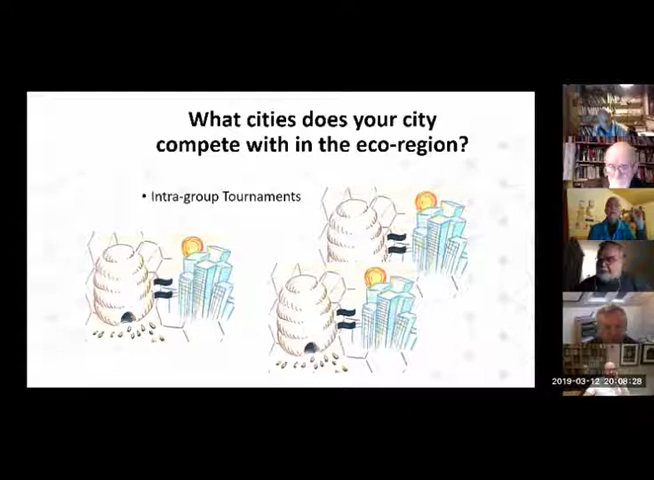 What cities does your city
compete with in the eco-region?
• Intra-group Tournaments
2019-03-12 20:08:28